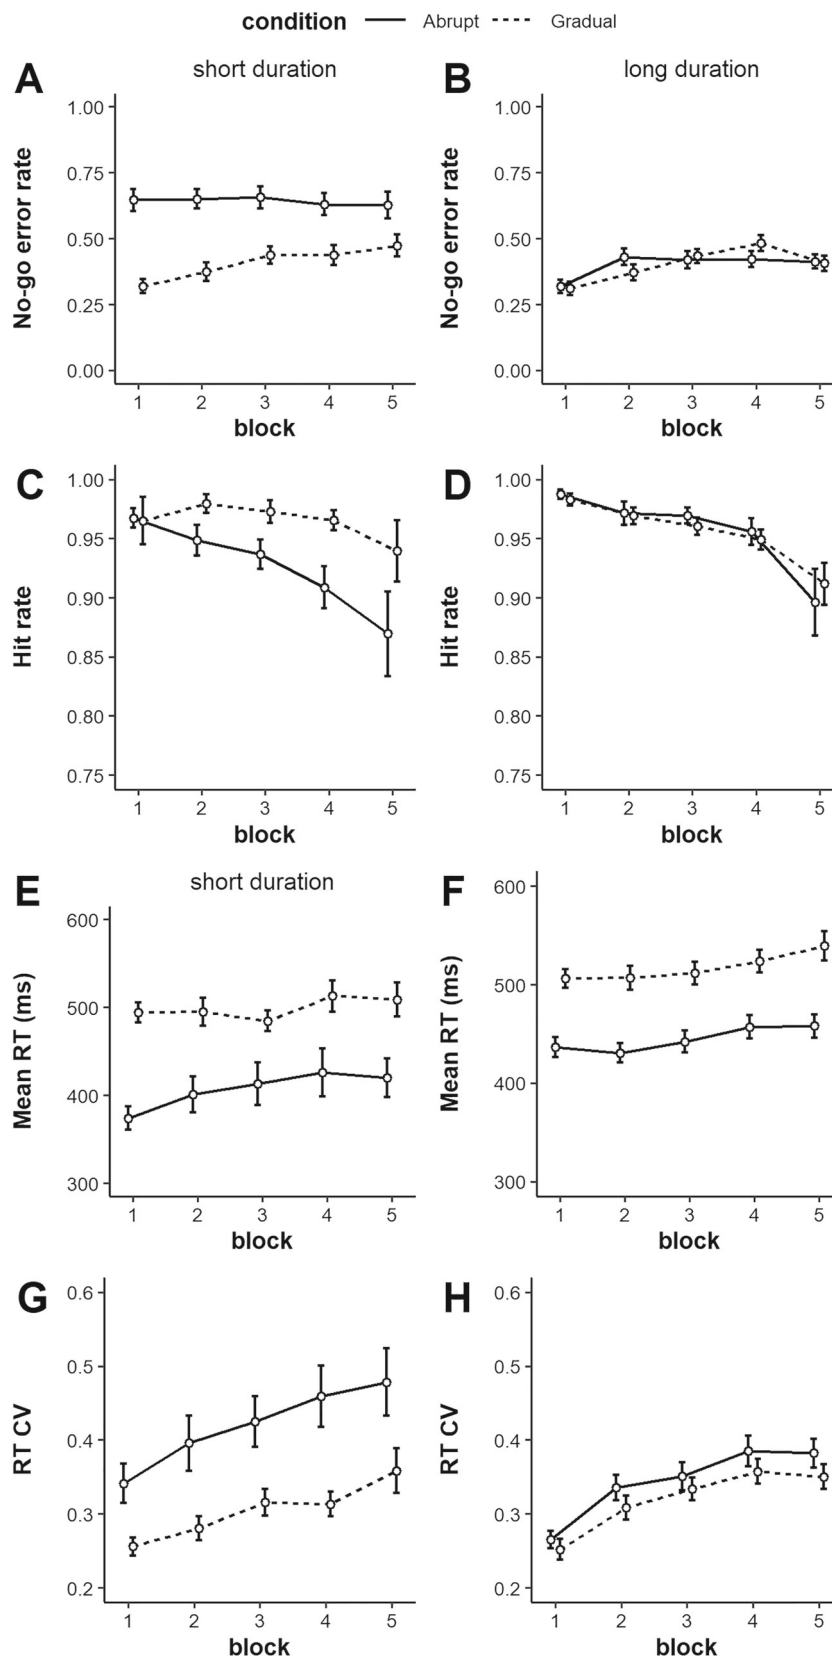 condition Abrupt Gradual
A short duration
B long duration
1.00
0.75
0.50
0.25
0.00
No-go error rate
1 2 3 4 5
block
1.00
0.75
0.50
0.25
0.00
No-go error rate
1 2 3 4 5
block
C
1.00
0.95
0.90
0.85
0.80
0.75
Hit rate
1 2 3 4 5
block
D
1.00
0.95
0.90
0.85
0.80
0.75
Hit rate
1 2 3 4 5
block
E short duration
600
500
400
300
Mean RT (ms)
1 2 3 4 5
block
F
600
500
400
300
Mean RT (ms)
1 2 3 4 5
block
G
0.6
0.5
0.4
0.3
0.2
RT CV
1 2 3 4 5
block
H
0.6
0.5
0.4
0.3
0.2
RT CV
1 2 3 4 5
block